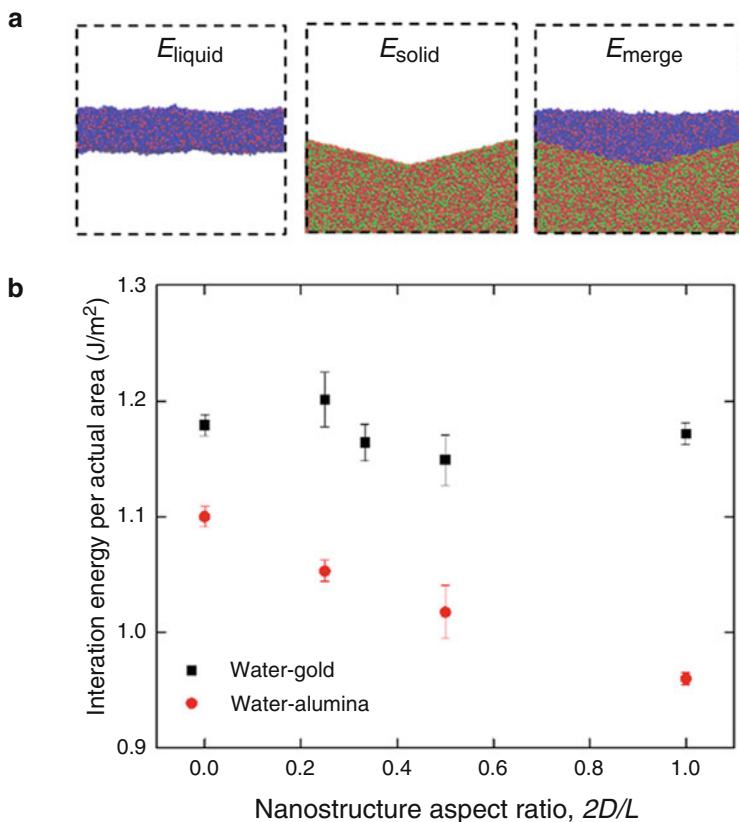 a
E_liquid E_solid E_merge
b
Interation energy per actual area (J/m²)
1.3
1.2
1.1
1.0
0.9
Water-gold
Water-alumina
0.0 0.2 0.4 0.6 0.8 1.0
Nanostructure aspect ratio, 2D/L